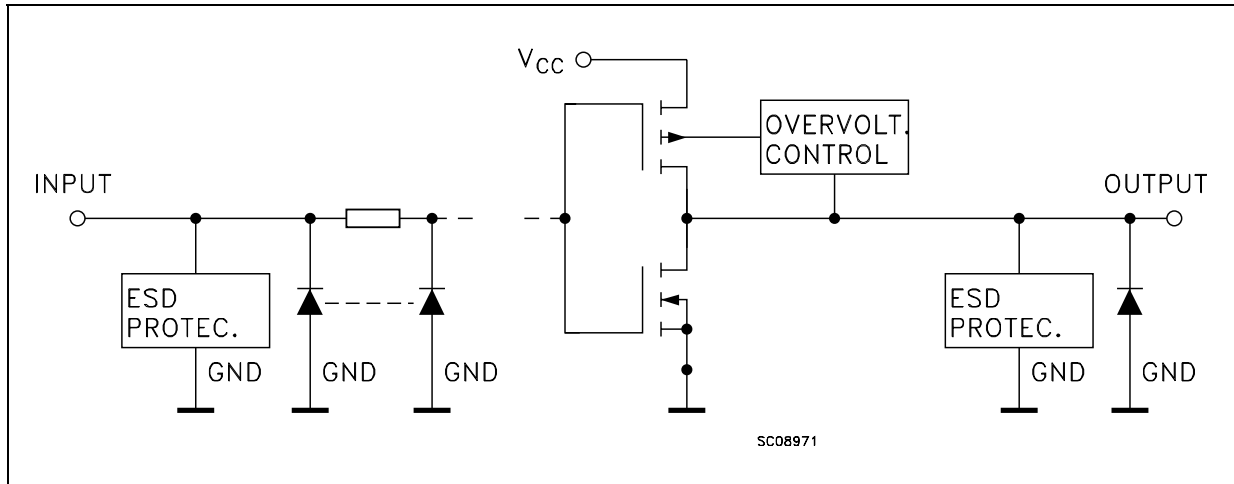 VCC
OVERVOLT.
CONTROL
INPUT
OUTPUT
ESD
PROTEC.
GND
GND
GND
ESD
PROTEC.
GND
GND
SC08971